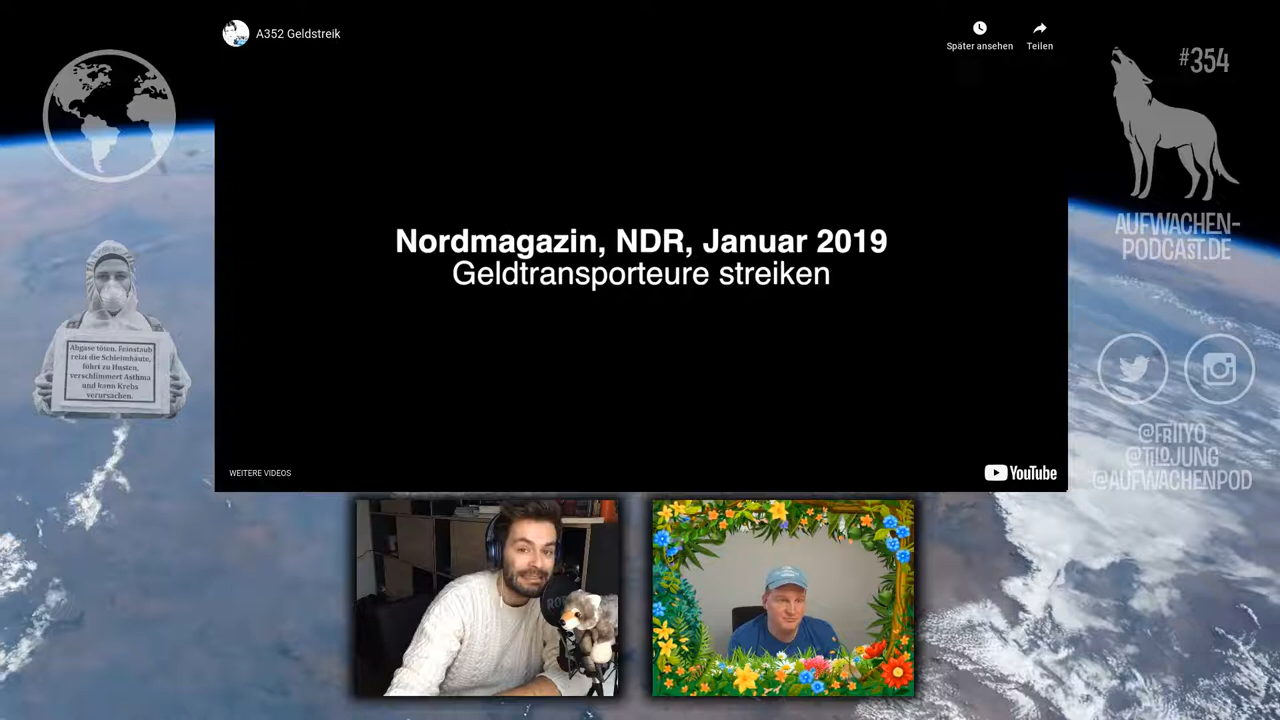 A352 Geldstreik
Später ansehen
Teilen
#354
Nordmagazin, NDR, Januar 2019
Geldtransporteure streiken
AUFWACHEN-
PODCAST.DE
Abgase töten. Feinstaub
reizt die Schleimhäute,
führt zu Husten,
verschlimmert Asthma
und kann Krebs
verursachen.
@FRIIYO
@TILOJUNG
@AUFWACHENPOD
WEITERE VIDEOS
YouTube